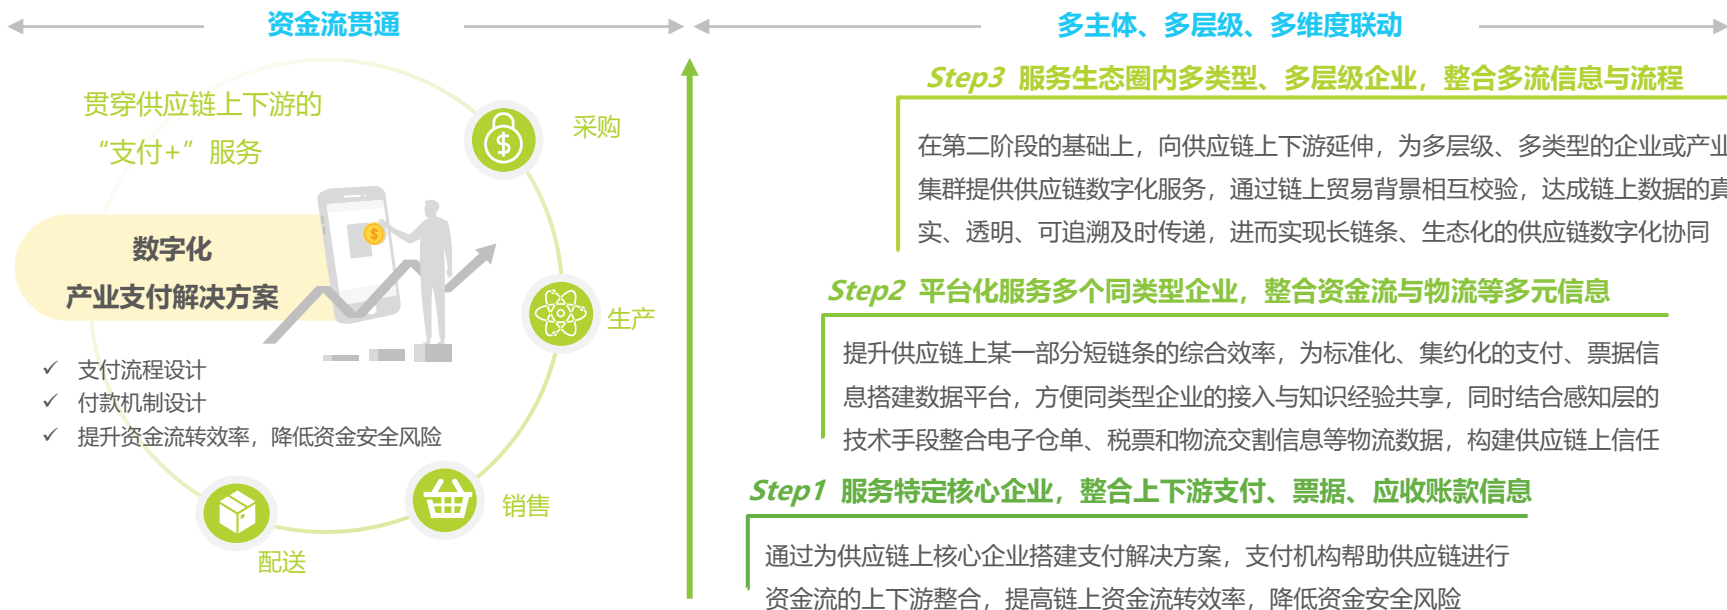 资金流贯通
贯穿供应链上下游的
“支付+”服务
采购
数字化
产业支付解决方案
生产
✓ 支付流程设计
✓ 付款机制设计
✓ 提升资金流转效率，降低资金安全风险
销售
配送
多主体、多层级、多维度联动
Step3 服务生态圈内多类型、多层级企业，整合多流信息与流程
在第二阶段的基础上，向供应链上下游延伸，为多层级、多类型的企业或产业
集群提供供应链数字化服务，通过链上贸易背景相互校验，达成链上数据的真
实、透明、可追溯及时传递，进而实现长链条、生态化的供应链数字化协同
Step2 平台化服务多个同类型企业，整合资金流与物流等多元信息
提升供应链上某一部分短链条的综合效率，为标准化、集约化的支付、票据信
息搭建数据平台，方便同类型企业的接入与知识经验共享，同时结合感知层的
技术手段整合电子仓单、税票和物流交割信息等物流数据，构建供应链上信任
Step1 服务特定核心企业，整合上下游支付、票据、应收账款信息
通过为供应链上核心企业搭建支付解决方案，支付机构帮助供应链进行
资金流的上下游整合，提高链上资金流转效率，降低资金安全风险